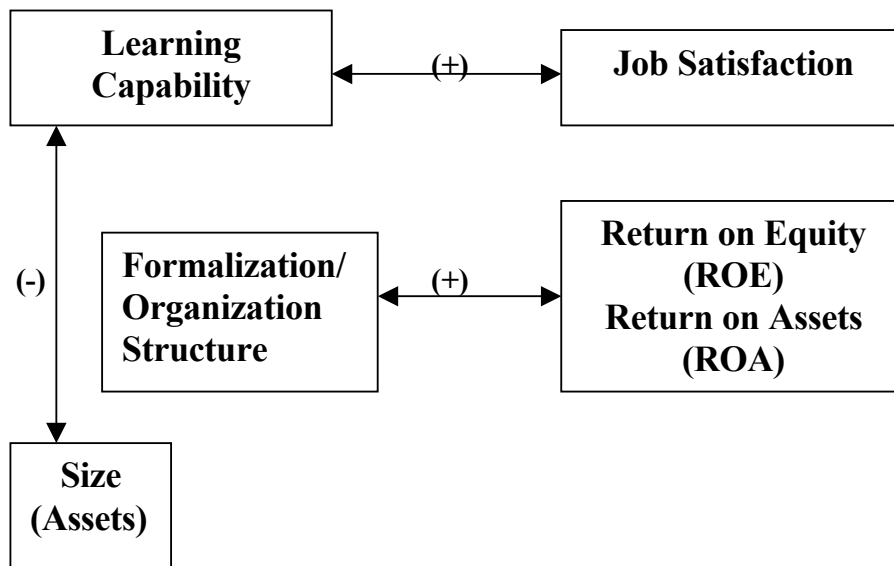 Learning
Capability
(+)
Job Satisfaction
(-)
Formalization/
Organization
Structure
(+)
Return on Equity
(ROE)
Return on Assets
(ROA)
Size
(Assets)